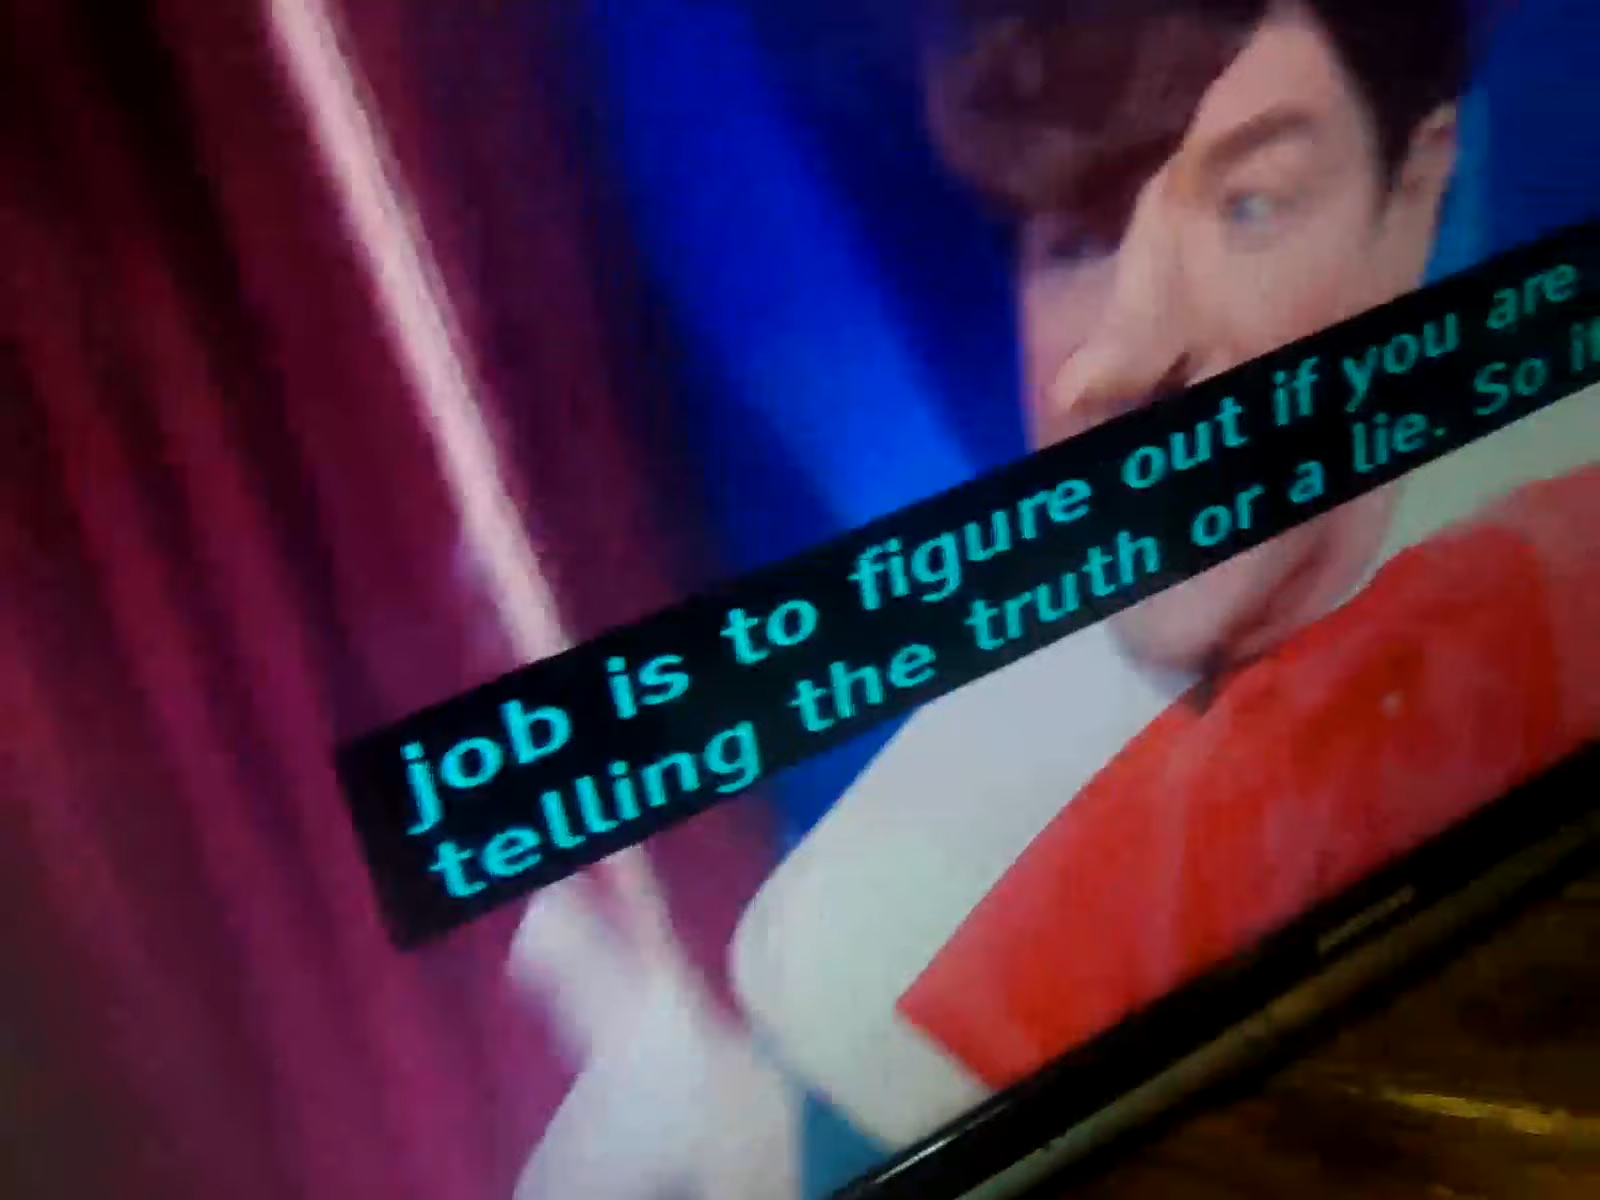 job is to figure out if you are
telling the truth or a lie. So